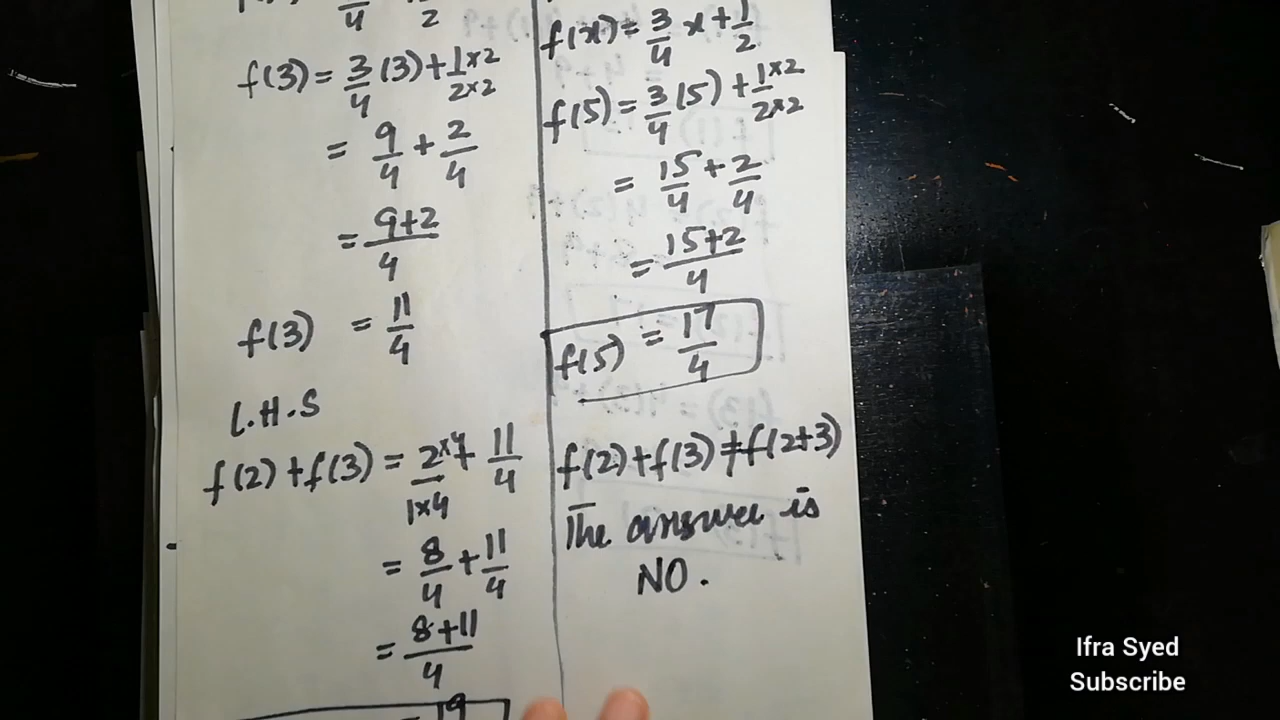 f(3) = 3/4 (3) + 1×2/2×2
= 9/4 + 2/4
= 9+2/4
f(3) = 11/4
L.H.S
f(2) + f(3) = 2×4/1×4 + 11/4
= 8/4 + 11/4
= 8+11/4
= 19
f(x) = 3/4 x + 1/2
f(5) = 3/4 (5) + 1×2/2×2
= 15/4 + 2/4
= 15+2/4
f(5) = 17/4
f(2) + f(3) ≠ f(2+3)
The answer is
NO.
Ifra Syed
Subscribe